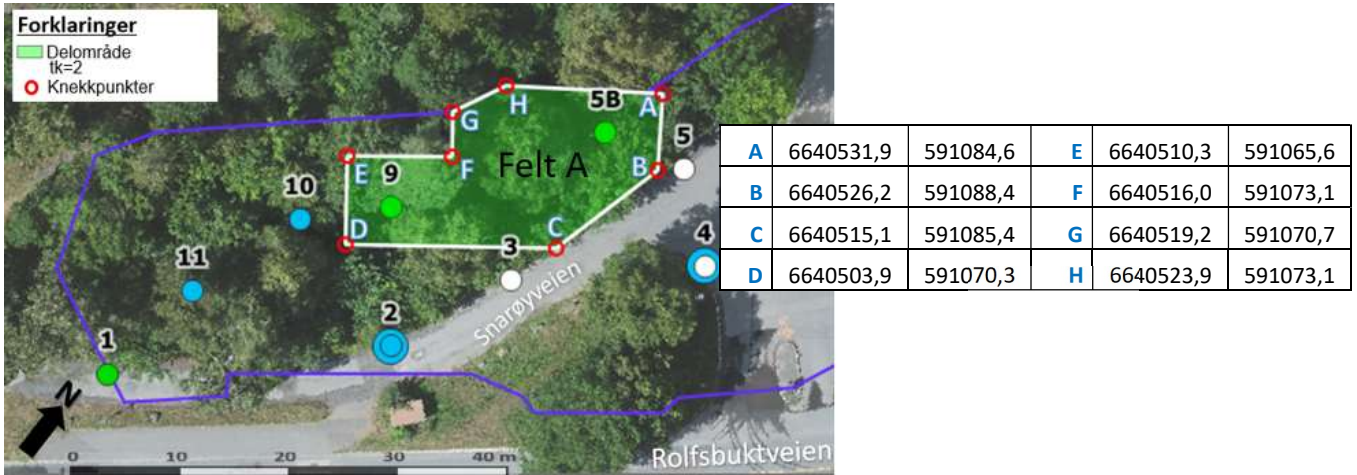 Forklaringer
Delområde
tk=2
Knekkpunkter
H
5B
A
G
5
E
F
Felt A
B
9
10
D
C
3
4
11
2
Snarøyveien
1
N
0 10 20 30 40 m
Rolfsbuktveien
A 6640531,9 591084,6 E 6640510,3 591065,6
B 6640526,2 591088,4 F 6640516,0 591073,1
C 6640515,1 591085,4 G 6640519,2 591070,7
D 6640503,9 591070,3 H 6640523,9 591073,1